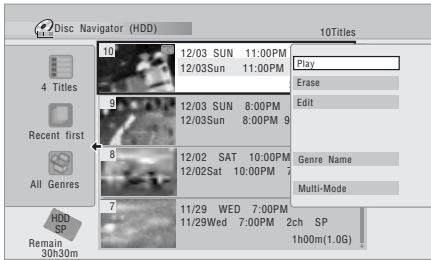 Disc Navigator (HDD)
10Titles
4 Titles
Recent first
All Genres
HDD
SP
Remain
30h30m
10
12/03 SUN 11:00PM
12/03Sun 11:00PM
9
12/03 SUN 8:00PM
12/03Sun 8:00PM 9
8
12/02 SAT 10:00PM
12/02Sat 10:00PM 7
7
11/29 WED 7:00PM
11/29Wed 7:00PM 2ch SP
1h00m(1.0G)
Play
Erase
Edit
Genre Name
Multi-Mode